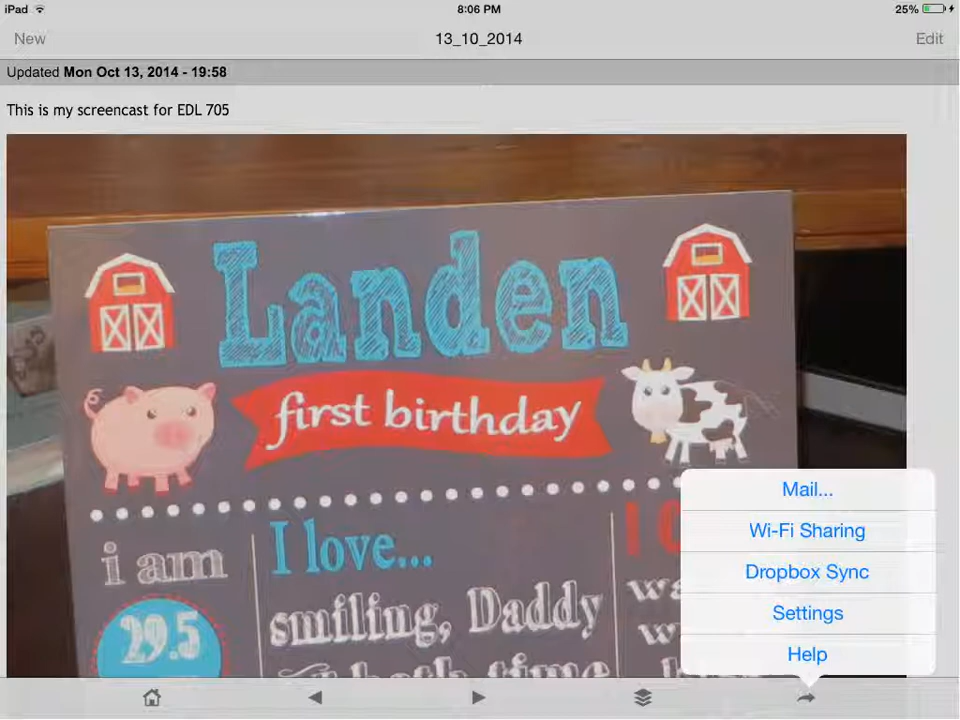 iPad 8:06 PM 25%
New 13_10_2014 Edit
Updated Mon Oct 13, 2014 - 19:58
This is my screencast for EDL 705
Landen
first birthday
i am
29.5
I love...
smiling, Daddy
bath time
Mail...
Wi-Fi Sharing
Dropbox Sync
Settings
Help